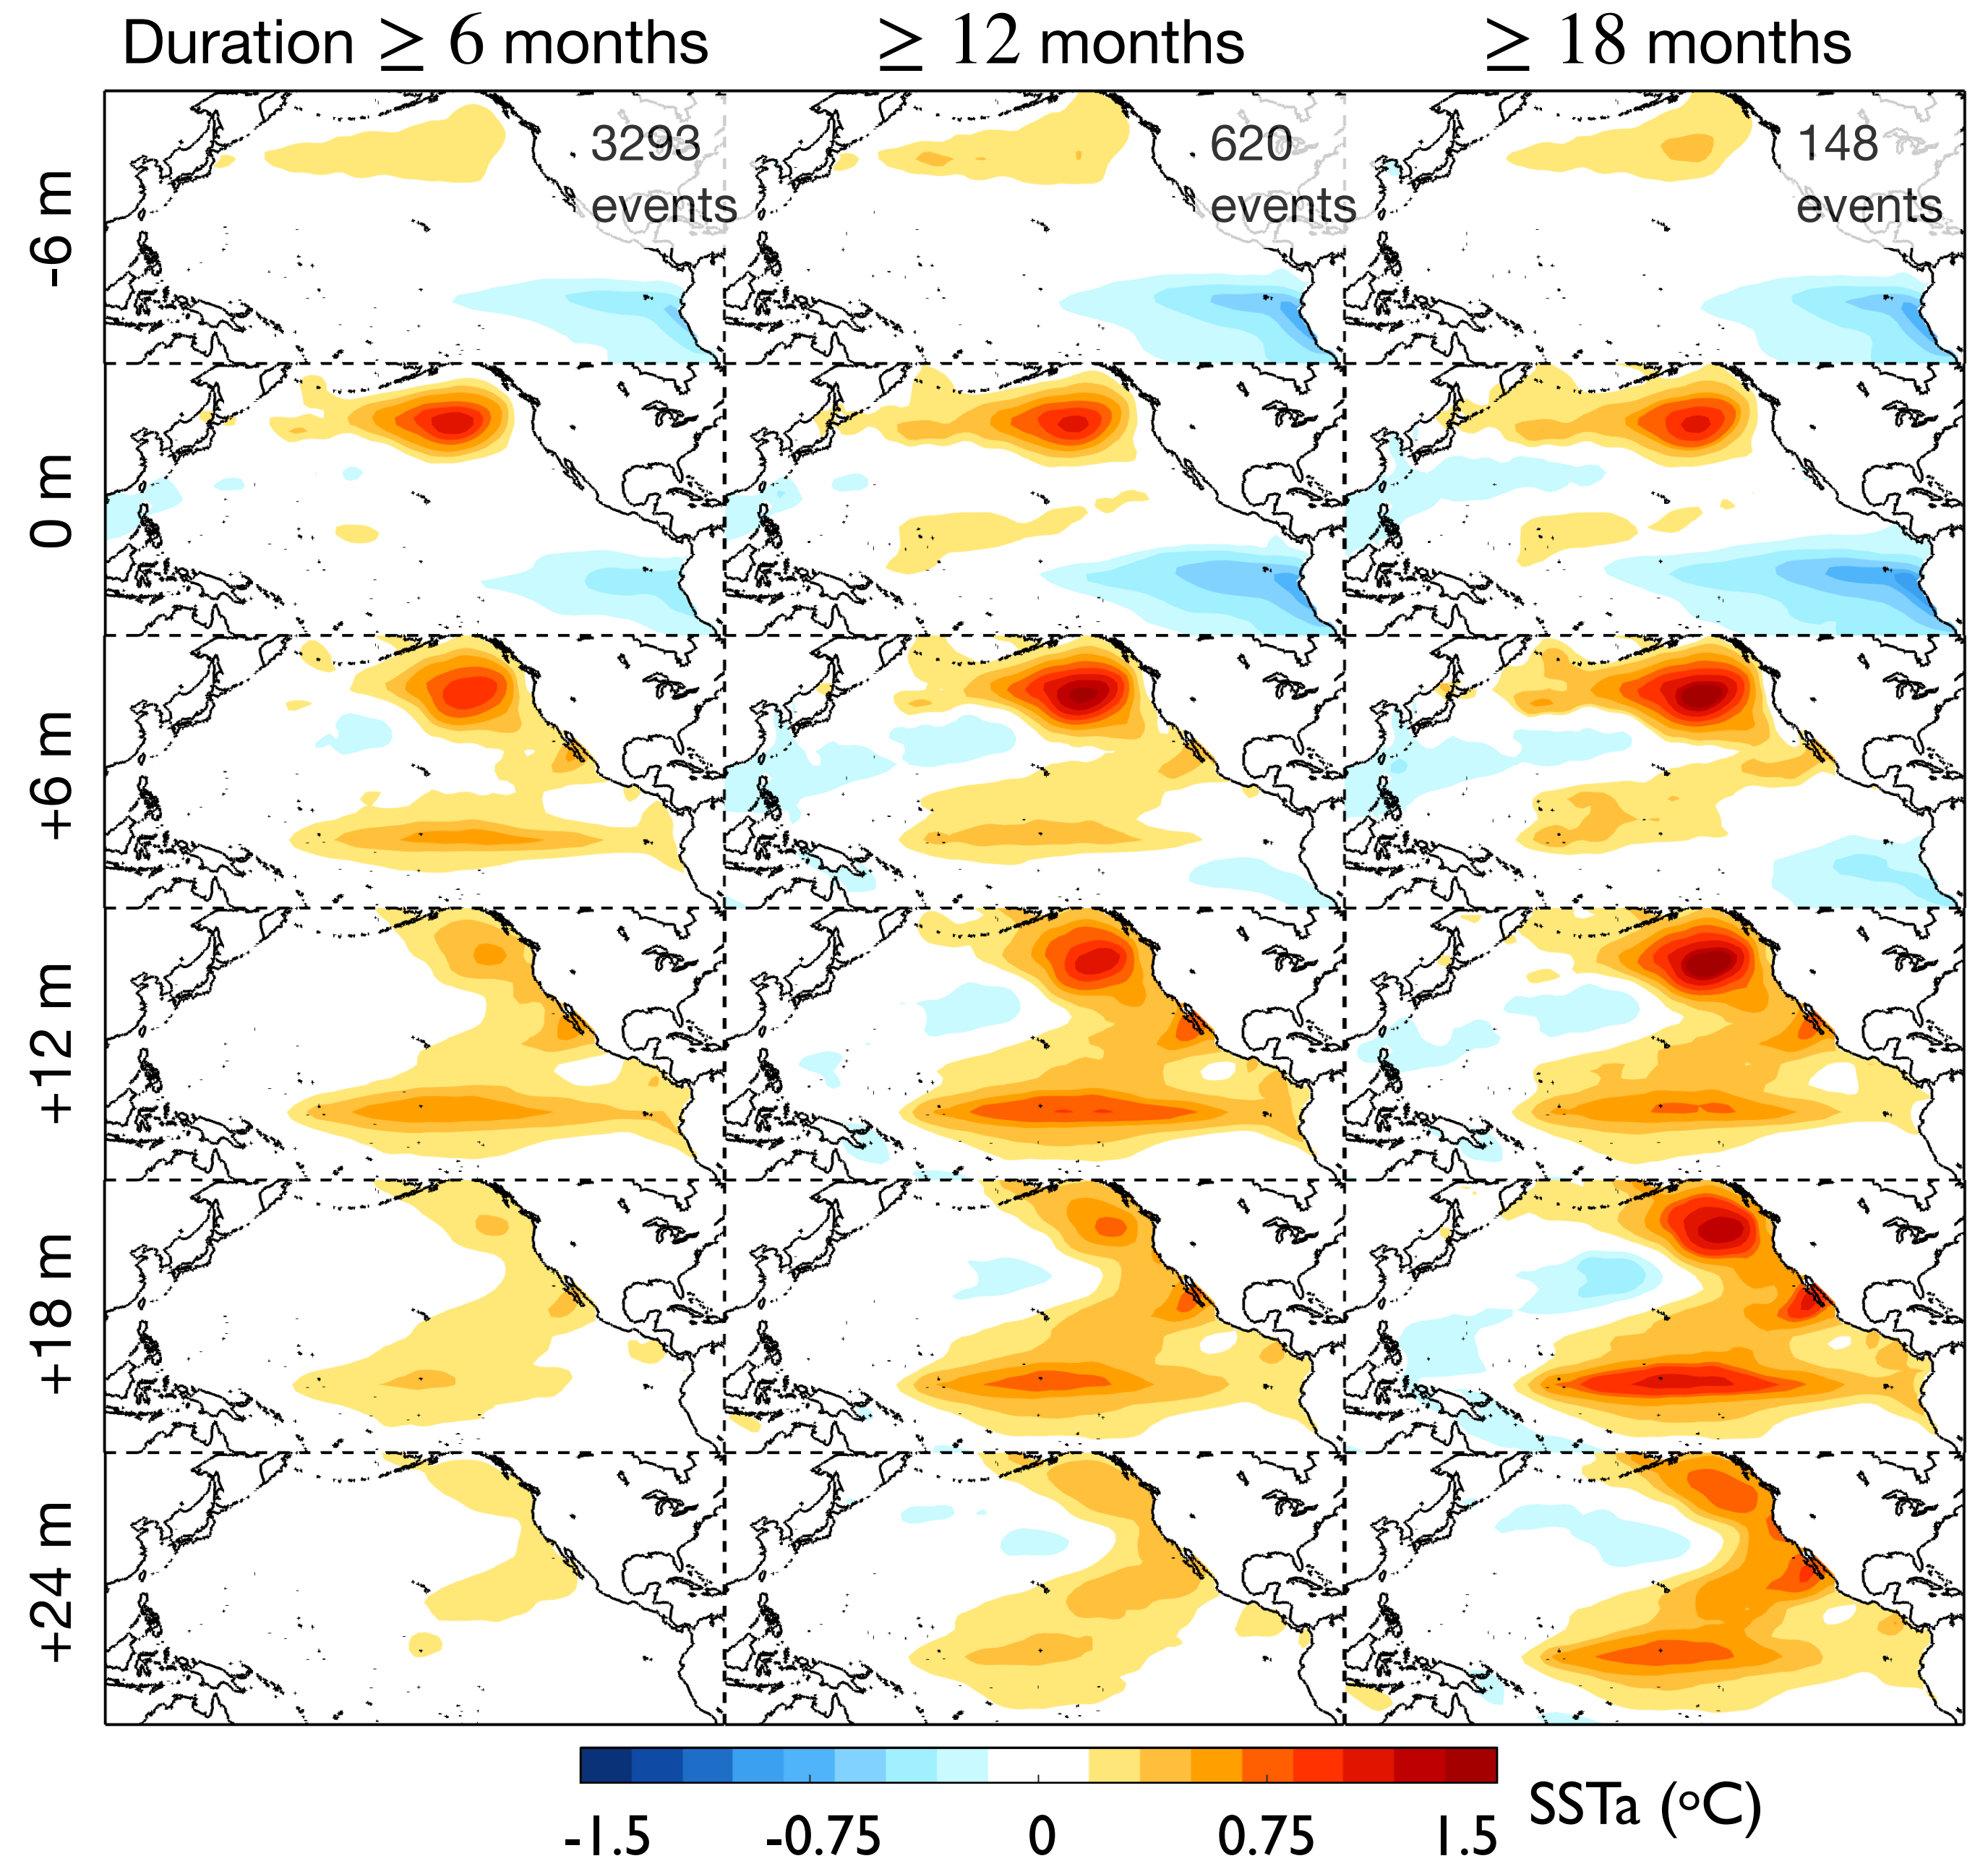 Duration ≥ 6 months ≥ 12 months ≥ 18 months
-6 m
3293 events
620 events
148 events
0 m
+6 m
+12 m
+18 m
+24 m
-1.5 -0.75 0 0.75 1.5
SSTa (°C)